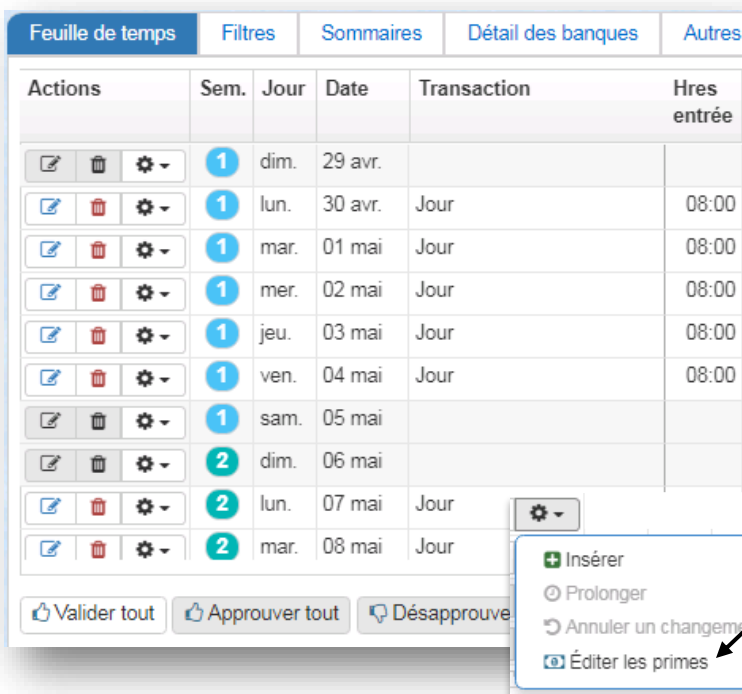 Feuille de temps Filtres Sommaires Détail des banques Autres
Actions Sem. Jour Date Transaction Hres
entrée
1 dim. 29 avr.
1 lun. 30 avr. Jour 08:00
1 mar. 01 mai Jour 08:00
1 mer. 02 mai Jour 08:00
1 jeu. 03 mai Jour 08:00
1 ven. 04 mai Jour 08:00
1 sam. 05 mai
2 dim. 06 mai
2 lun. 07 mai Jour
2 mar. 08 mai Jour
Insérer
Prolonger
Valider tout Approuver tout Désapprouve
Annuler un changeme
Éditer les primes